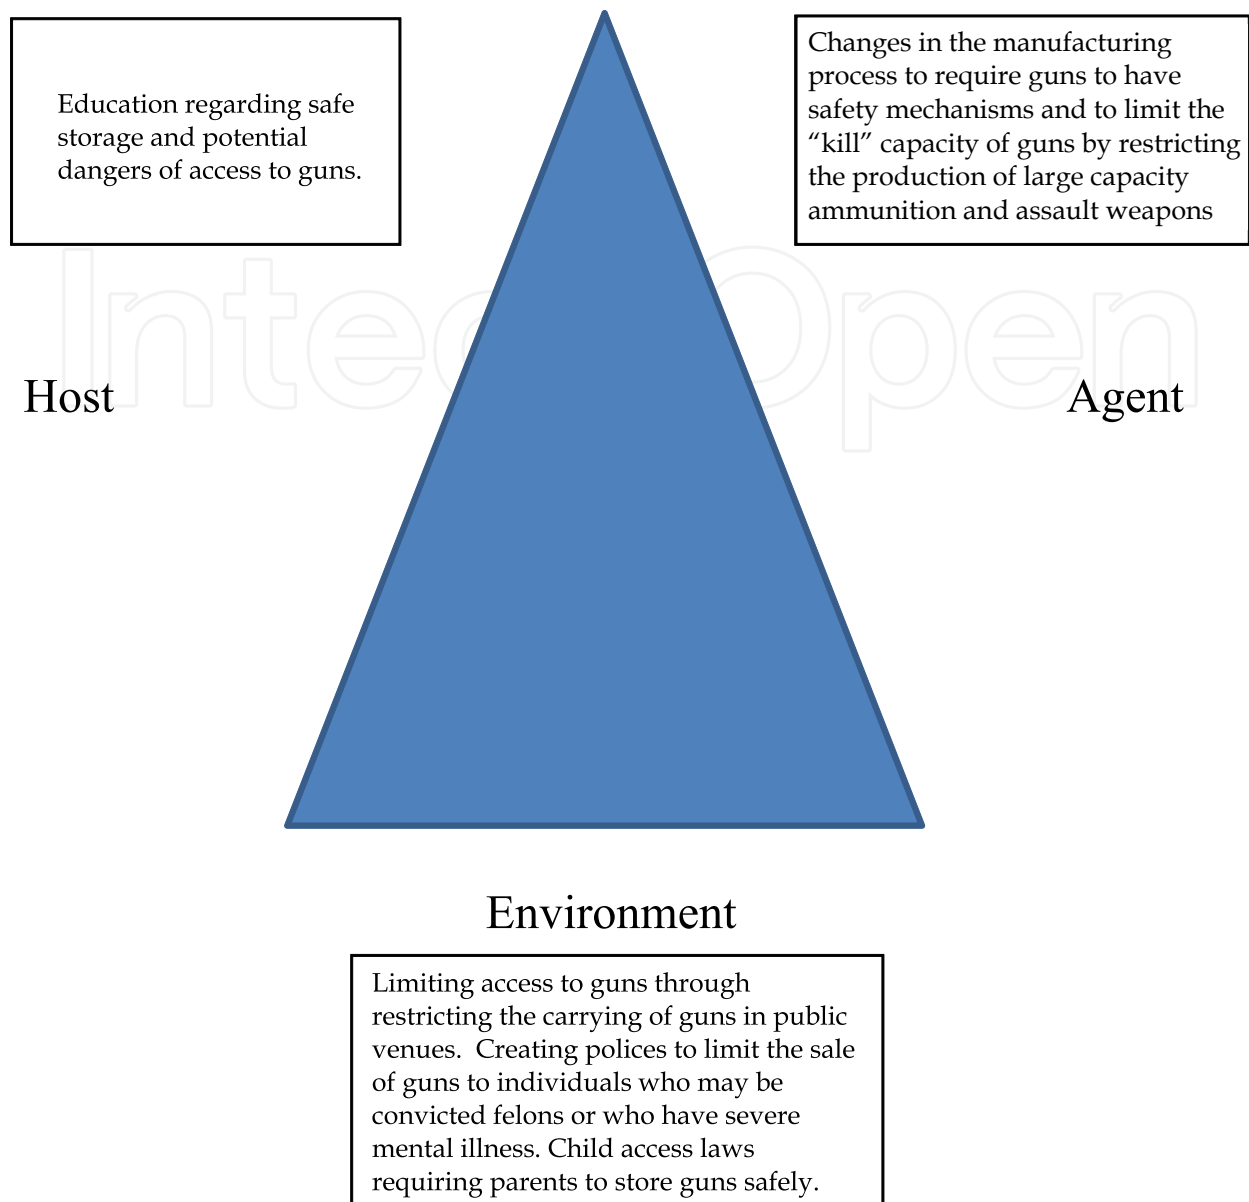 Education regarding safe
storage and potential
dangers of access to guns.
Changes in the manufacturing
process to require guns to have
safety mechanisms and to limit the
“kill” capacity of guns by restricting
the production of large capacity
ammunition and assault weapons
Host
Agent
Environment
Limiting access to guns through
restricting the carrying of guns in public
venues.  Creating polices to limit the sale
of guns to individuals who may be
convicted felons or who have severe
mental illness. Child access laws
requiring parents to store guns safely.